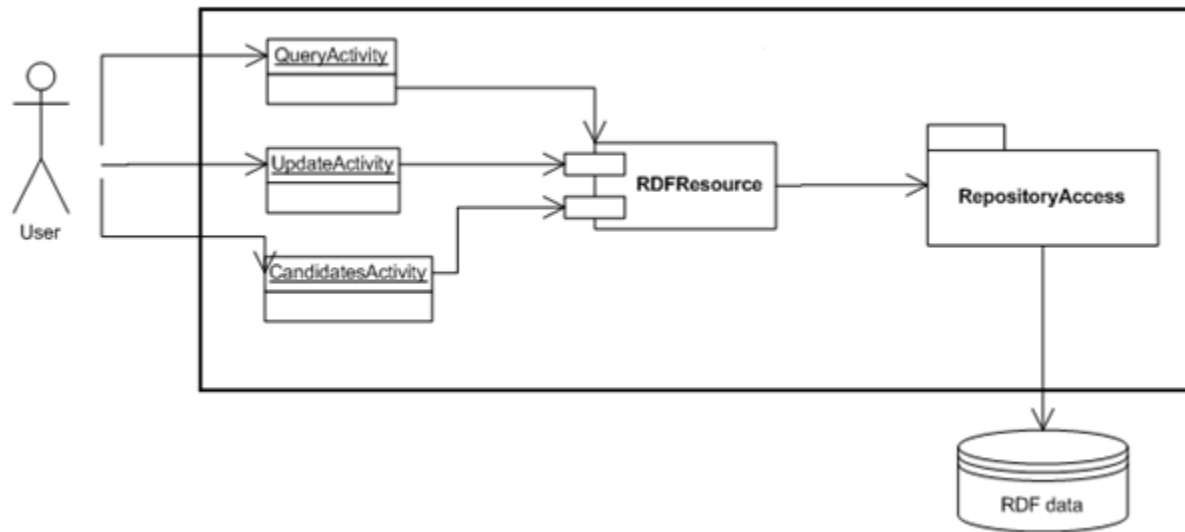 QueryActivity
User
UpdateActivity
CandidatesActivity
RDFResource
RepositoryAccess
RDF data